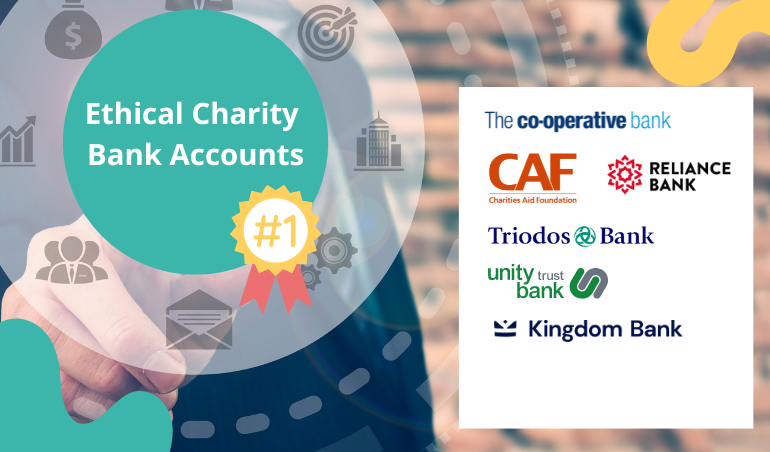 Ethical Charity
Bank Accounts
#1
$
The co-operative bank
CAF
Charities Aid Foundation
RELIANCE
BANK
Triodos Bank
unity trust
bank
Kingdom Bank